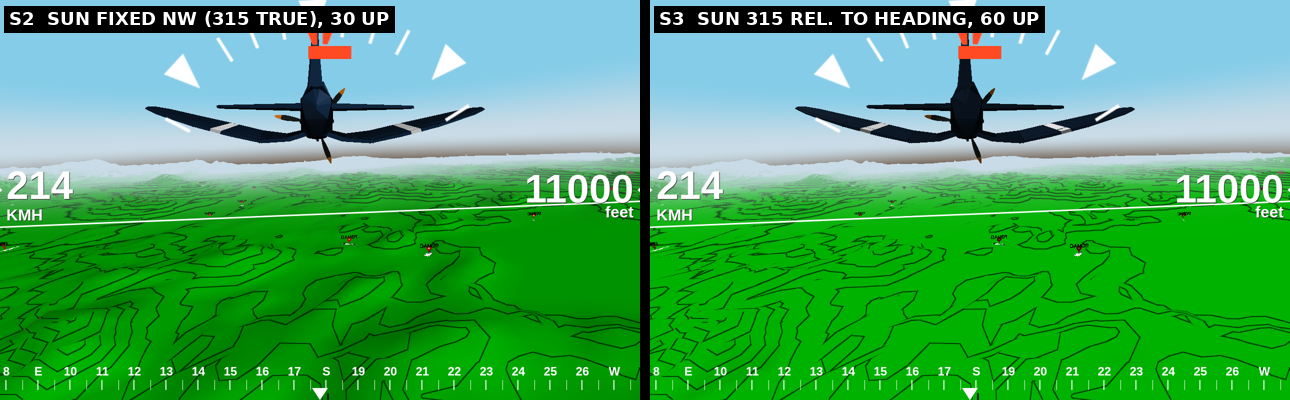 S2 SUN FIXED NW (315 TRUE), 30 UP
214
KMH
11000
feet
8 E 10 11 12 13 14 15 16 17 S 19 20 21 22 23 24 25 26 W
S3 SUN 315 REL. TO HEADING, 60 UP
214
KMH
11000
feet
8 E 10 11 12 13 14 15 16 17 S 19 20 21 22 23 24 25 26 W